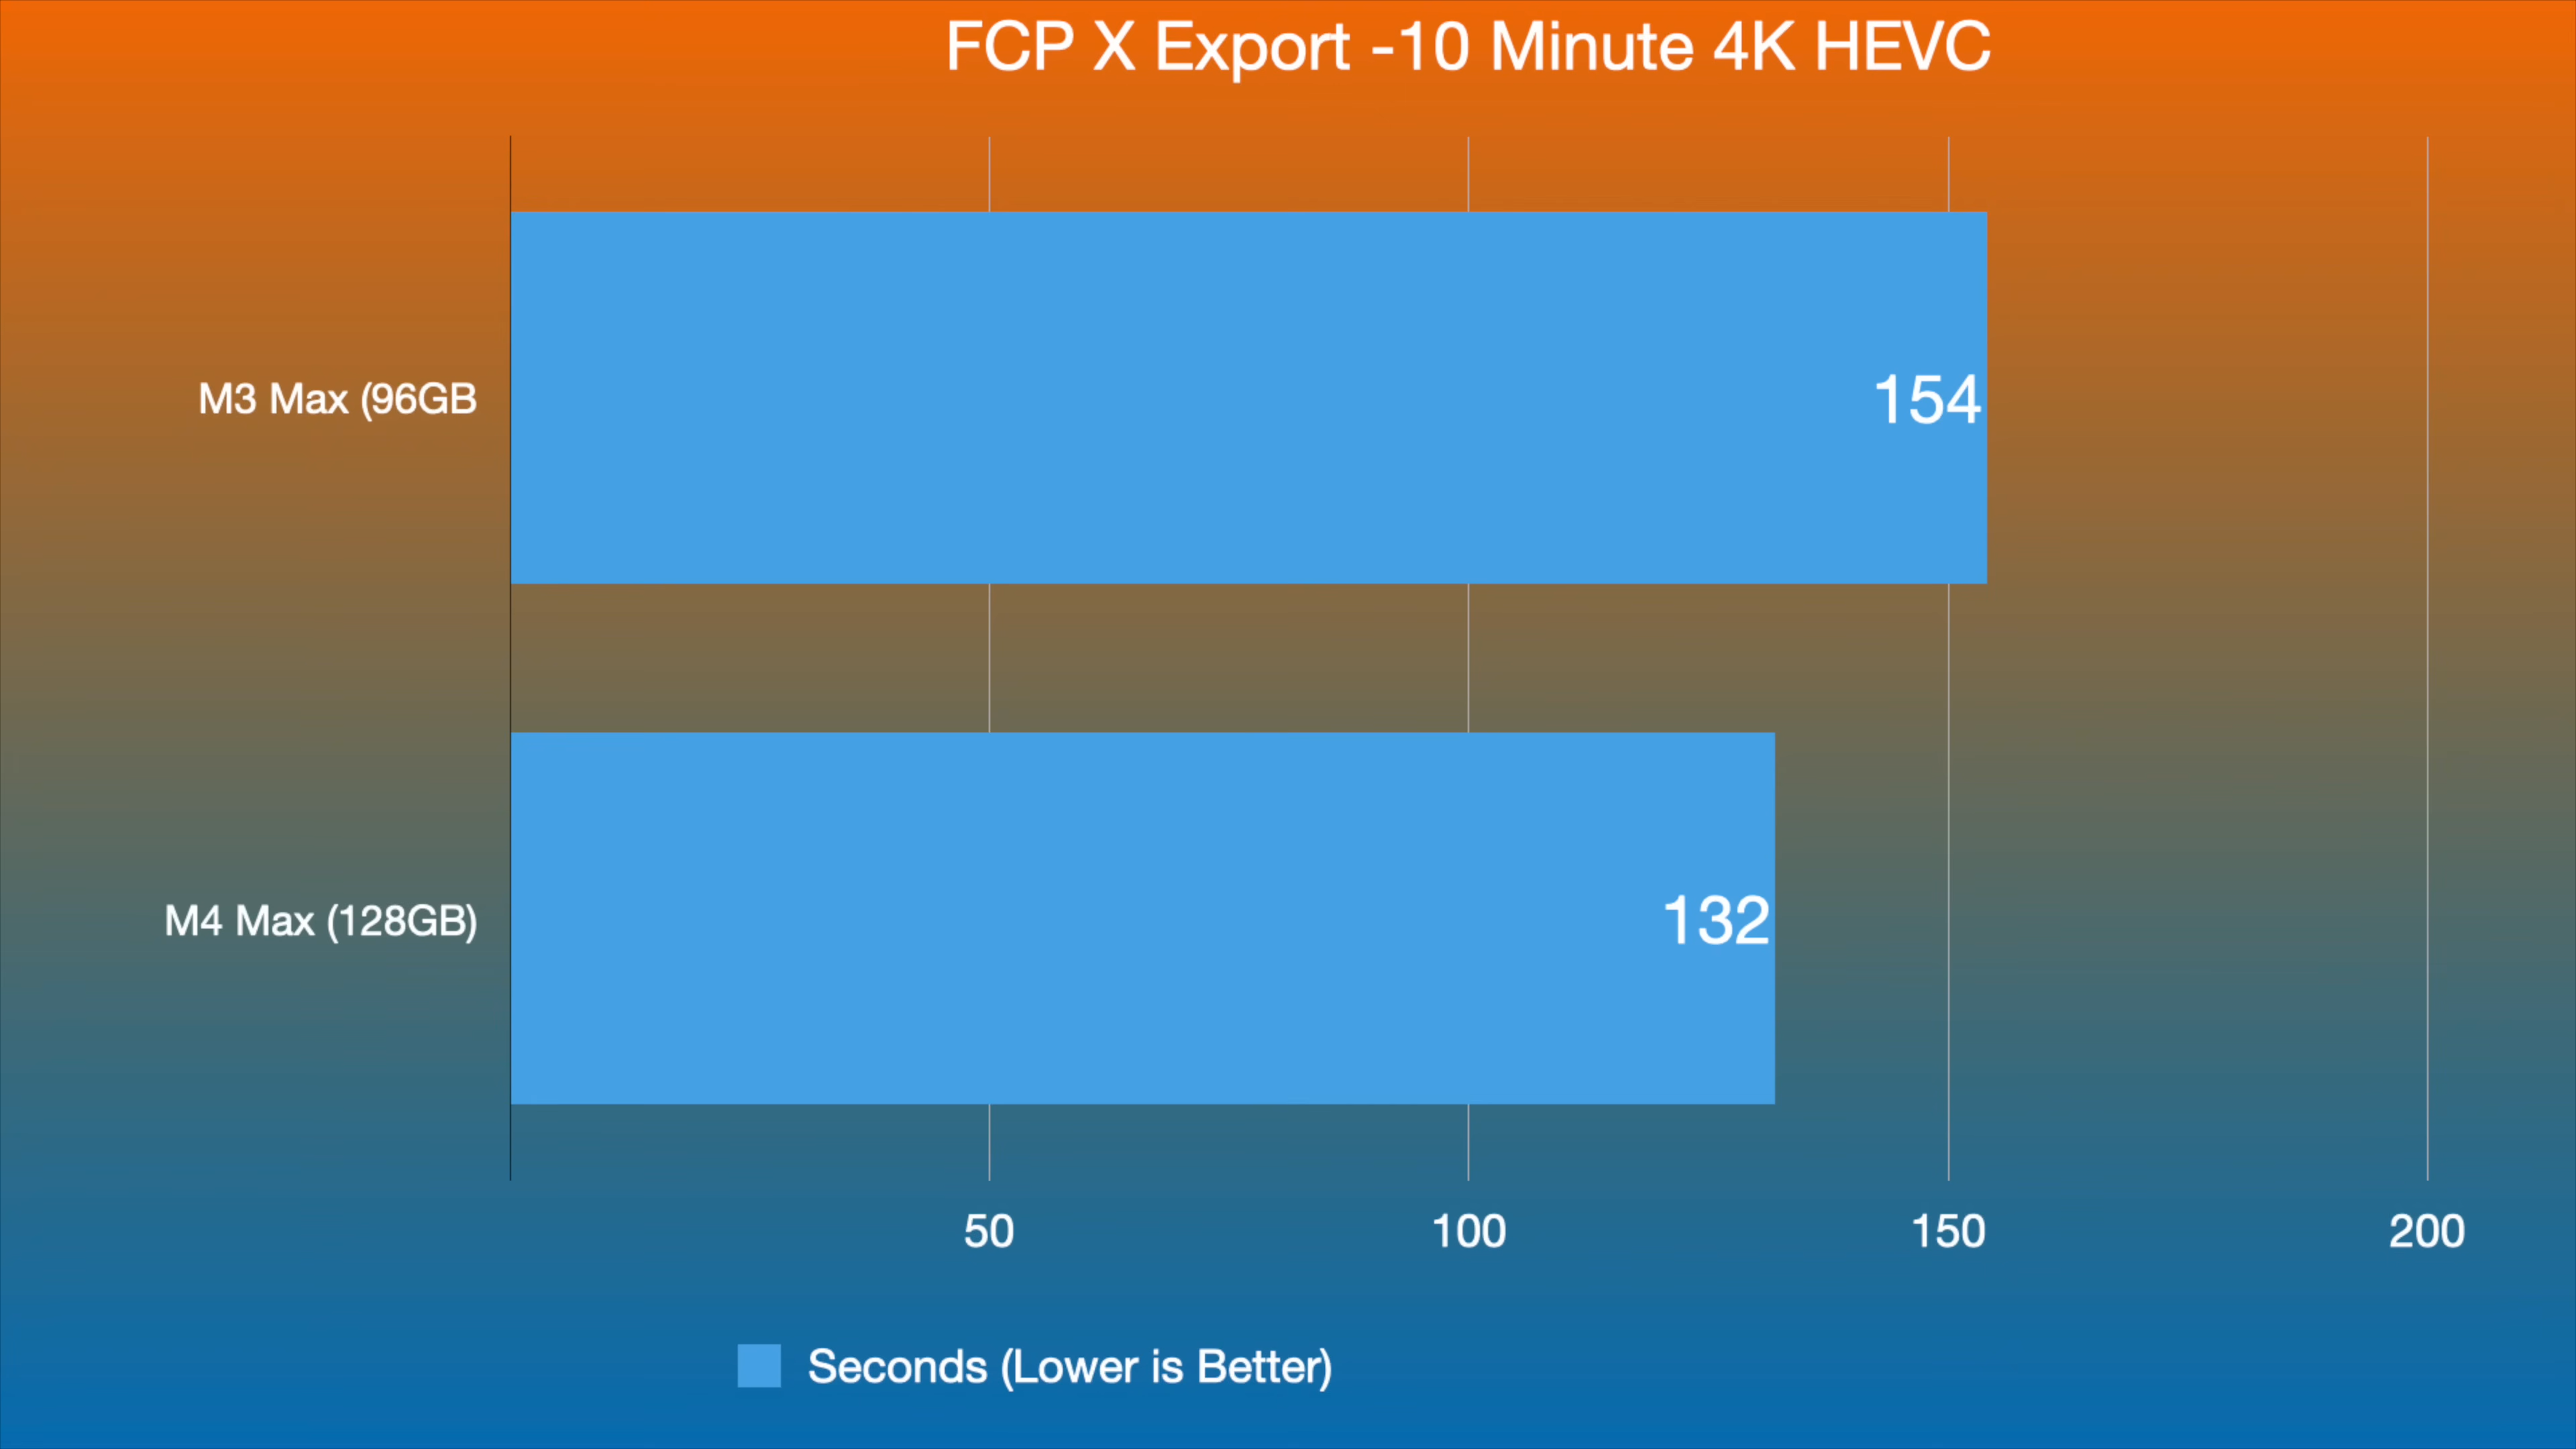 FCP X Export -10 Minute 4K HEVC
M3 Max (96GB
154
M4 Max (128GB)
132
50 100 150 200
Seconds (Lower is Better)